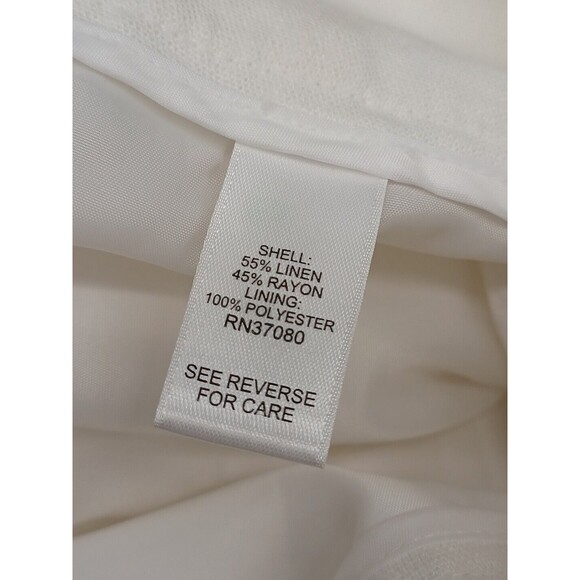 SHELL:
55% LINEN
45% RAYON
LINING:
100% POLYESTER
RN37080
SEE REVERSE
FOR CARE